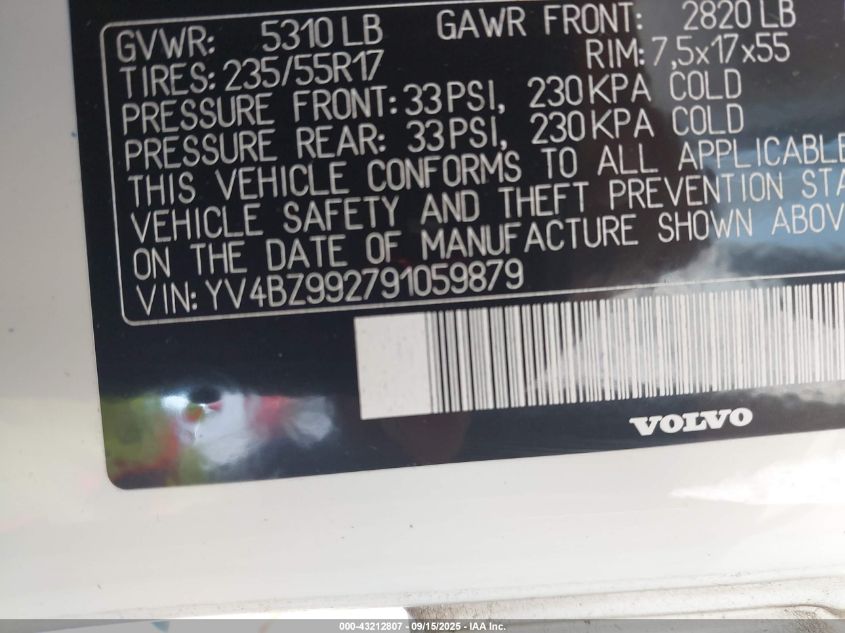 GVWR: 5310 LB GAWR FRONT: 2820 LB
TIRES: 235/55R17 RIM: 7,5x17x55
PRESSURE FRONT: 33 PSI, 230 KPA COLD
PRESSURE REAR: 33 PSI, 230 KPA COLD
THIS VEHICLE CONFORMS TO ALL APPLICABLE
VEHICLE SAFETY AND THEFT PREVENTION STA
ON THE DATE OF MANUFACTURE SHOWN ABOV
VIN: YV4BZ992791059879
VOLVO
000-43212807 - 09/15/2025 - IAA Inc.